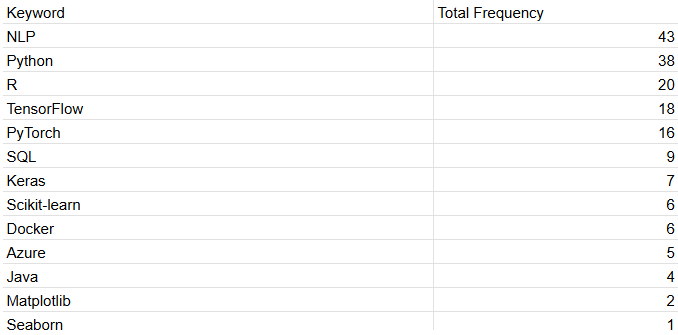 Keyword Total Frequency
NLP 43
Python 38
R 20
TensorFlow 18
PyTorch 16
SQL 9
Keras 7
Scikit-learn 6
Docker 6
Azure 5
Java 4
Matplotlib 2
Seaborn 1